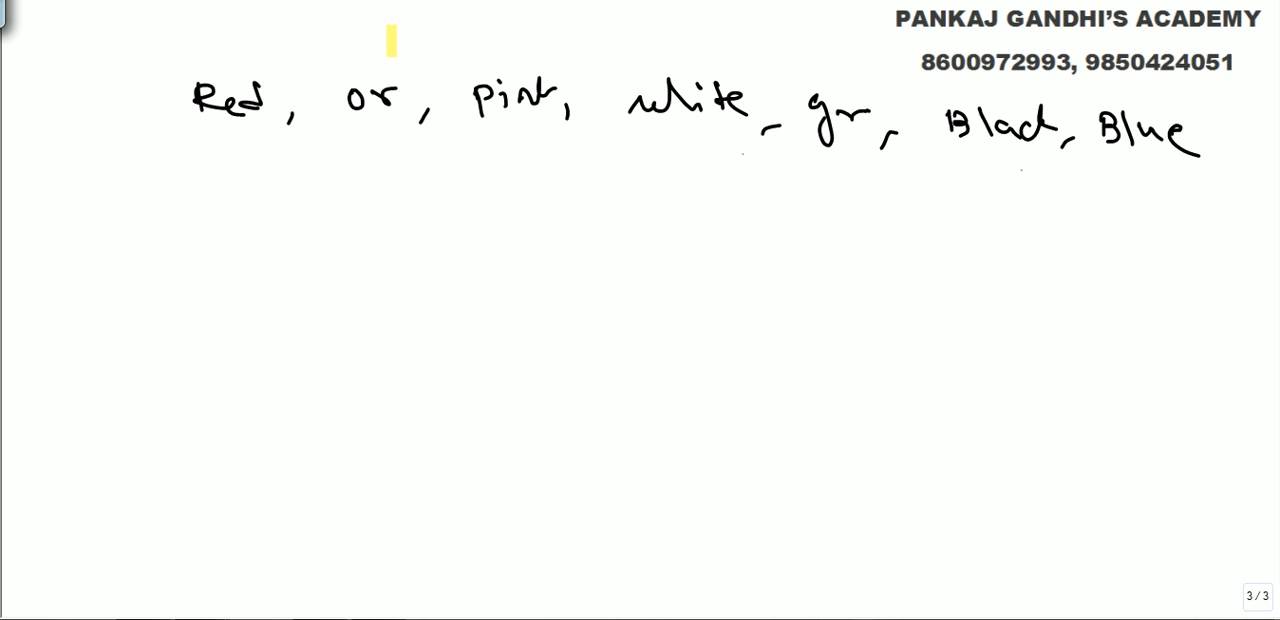 PANKAJ GANDHI'S ACADEMY
8600972993, 9850424051
Red, or, Pink, white, gr, Black, Blue
3 / 3